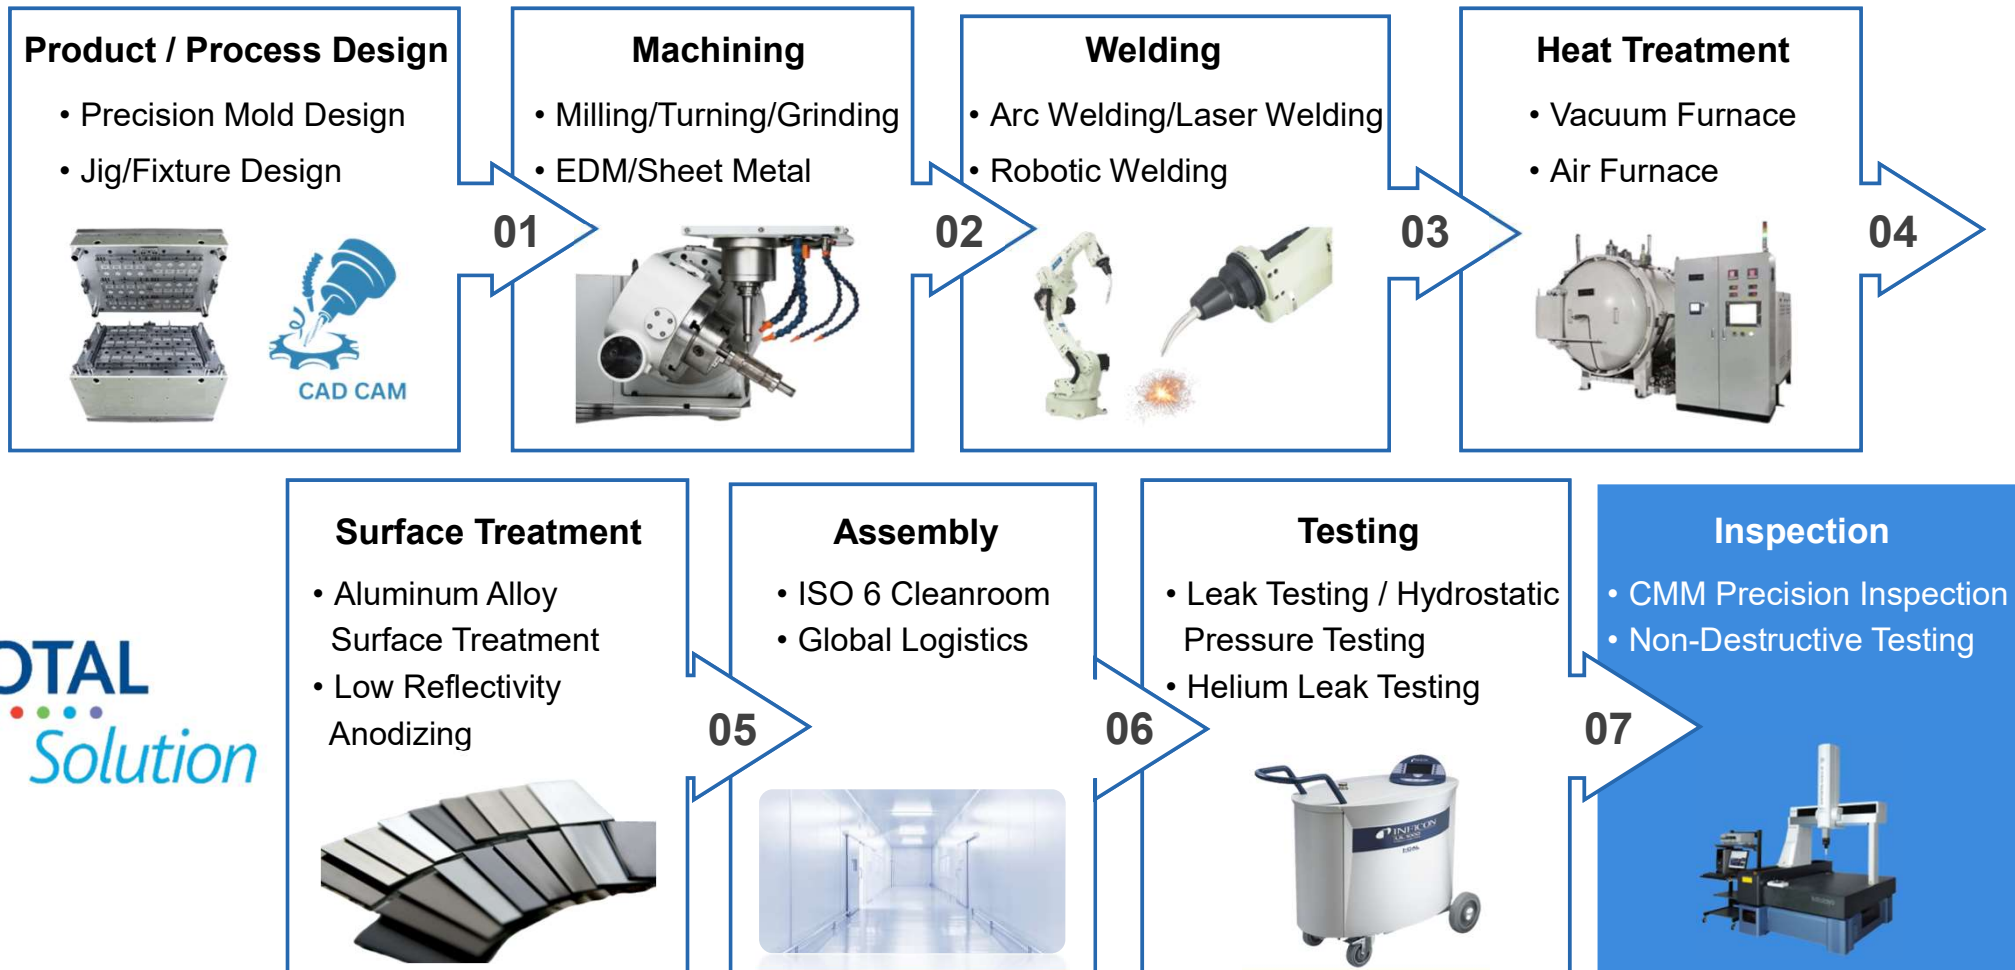 Product / Process Design
• Precision Mold Design
• Jig/Fixture Design
CAD CAM
01
Machining
• Milling/Turning/Grinding
• EDM/Sheet Metal
02
Welding
• Arc Welding/Laser Welding
• Robotic Welding
03
Heat Treatment
• Vacuum Furnace
• Air Furnace
04
OTAL
Solution
Surface Treatment
• Aluminum Alloy
Surface Treatment
• Low Reflectivity
Anodizing
05
Assembly
• ISO 6 Cleanroom
• Global Logistics
06
Testing
• Leak Testing / Hydrostatic
Pressure Testing
• Helium Leak Testing
INFICON
07
Inspection
• CMM Precision Inspection
• Non-Destructive Testing